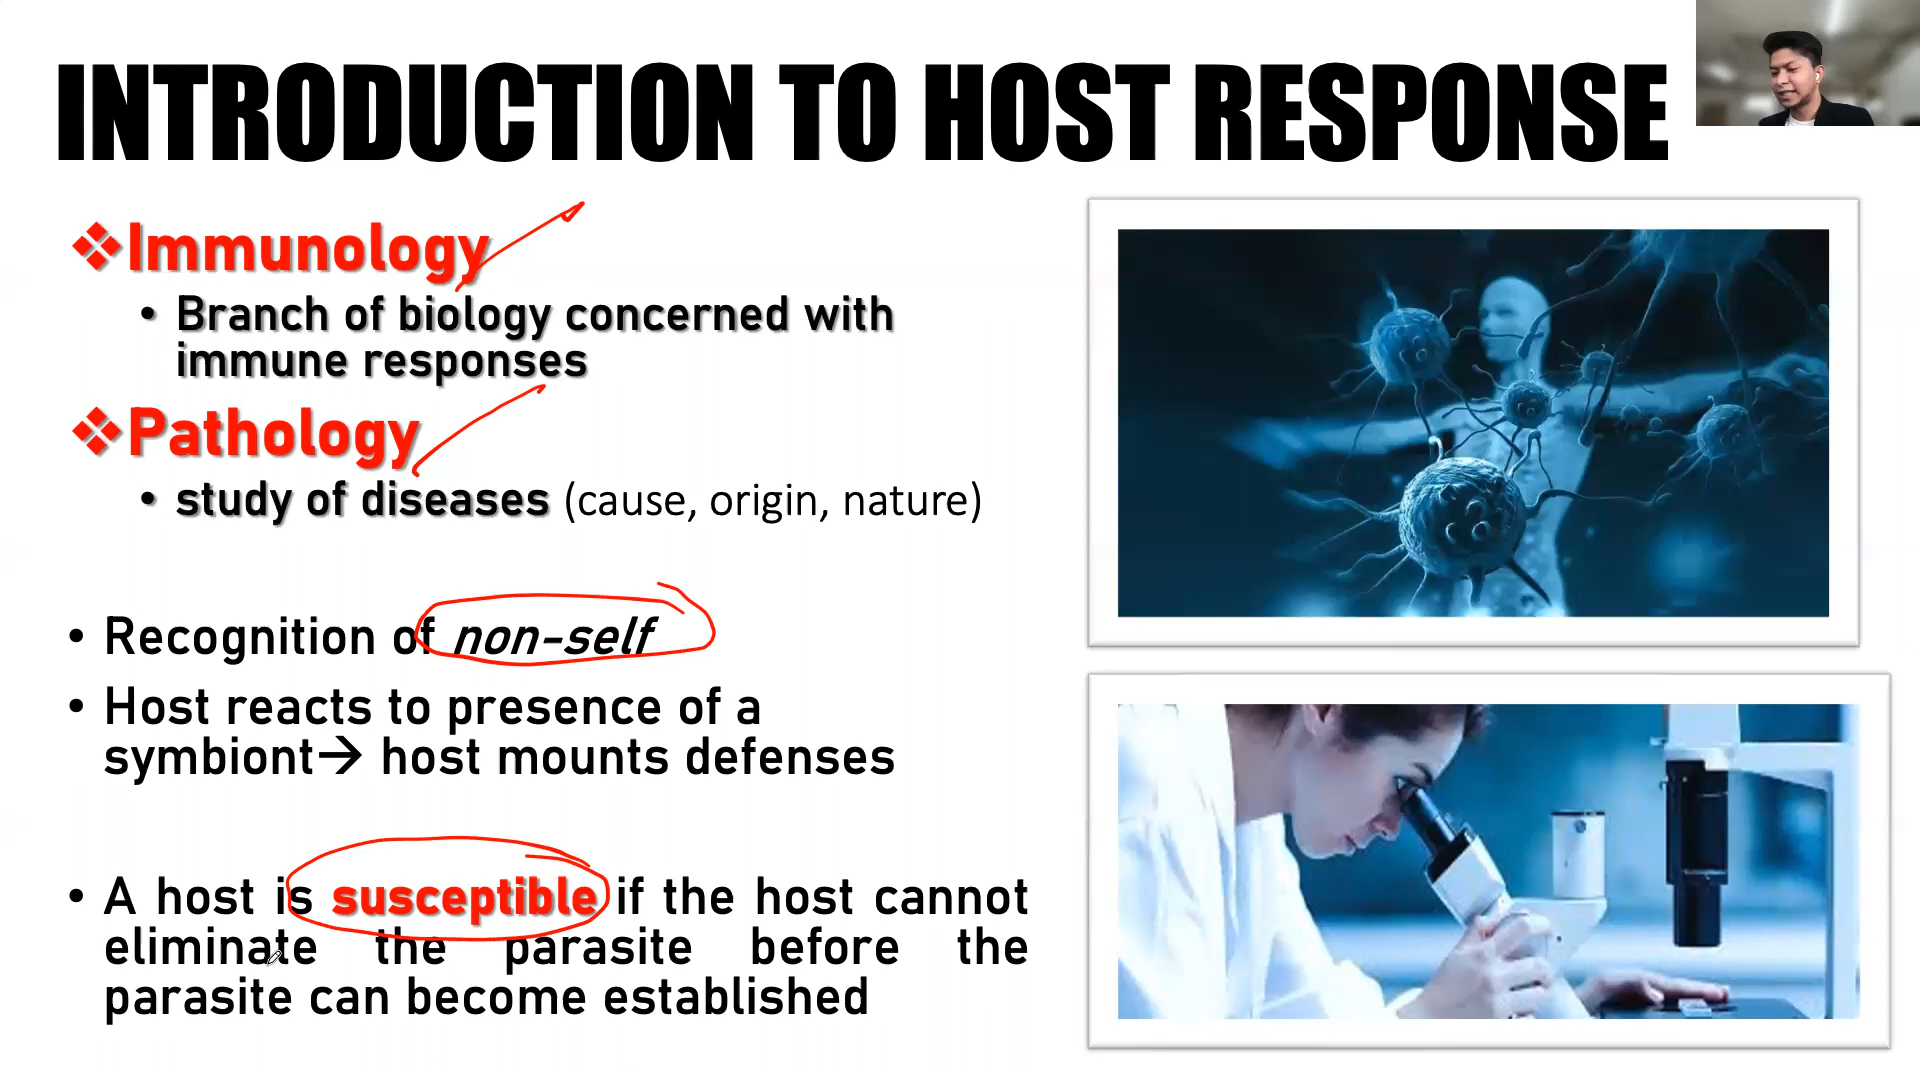 INTRODUCTION TO HOST RESPONSE
❖Immunology
• Branch of biology concerned with
immune responses
❖Pathology
• study of diseases (cause, origin, nature)
• Recognition of non-self
• Host reacts to presence of a
symbiont→ host mounts defenses
• A host is susceptible if the host cannot
eliminate the parasite before the
parasite can become established